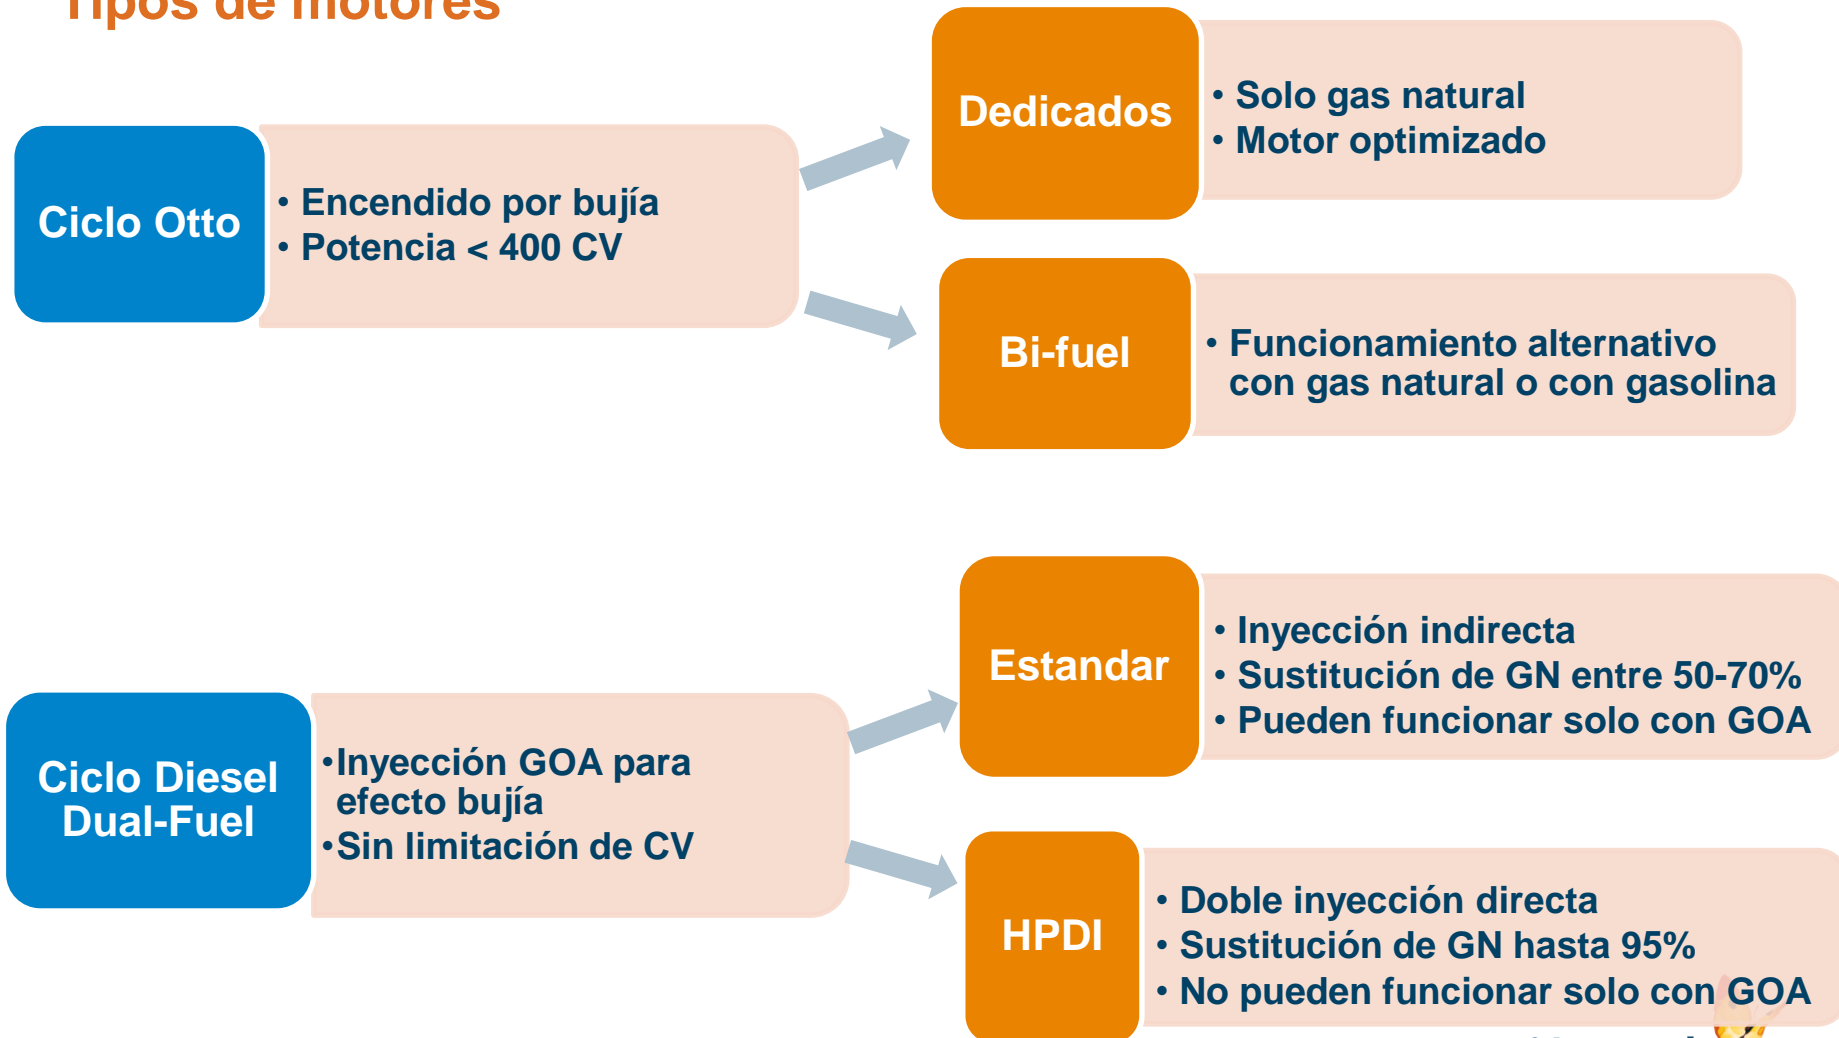 Tipos de motores
Ciclo Otto
• Encendido por bujía
• Potencia < 400 CV
Dedicados
• Solo gas natural
• Motor optimizado
Bi-fuel
• Funcionamiento alternativo
con gas natural o con gasolina
Ciclo Diesel
Dual-Fuel
•Inyección GOA para
efecto bujía
•Sin limitación de CV
Estandar
• Inyección indirecta
• Sustitución de GN entre 50-70%
• Pueden funcionar solo con GOA
HPDI
• Doble inyección directa
• Sustitución de GN hasta 95%
• No pueden funcionar solo con GOA